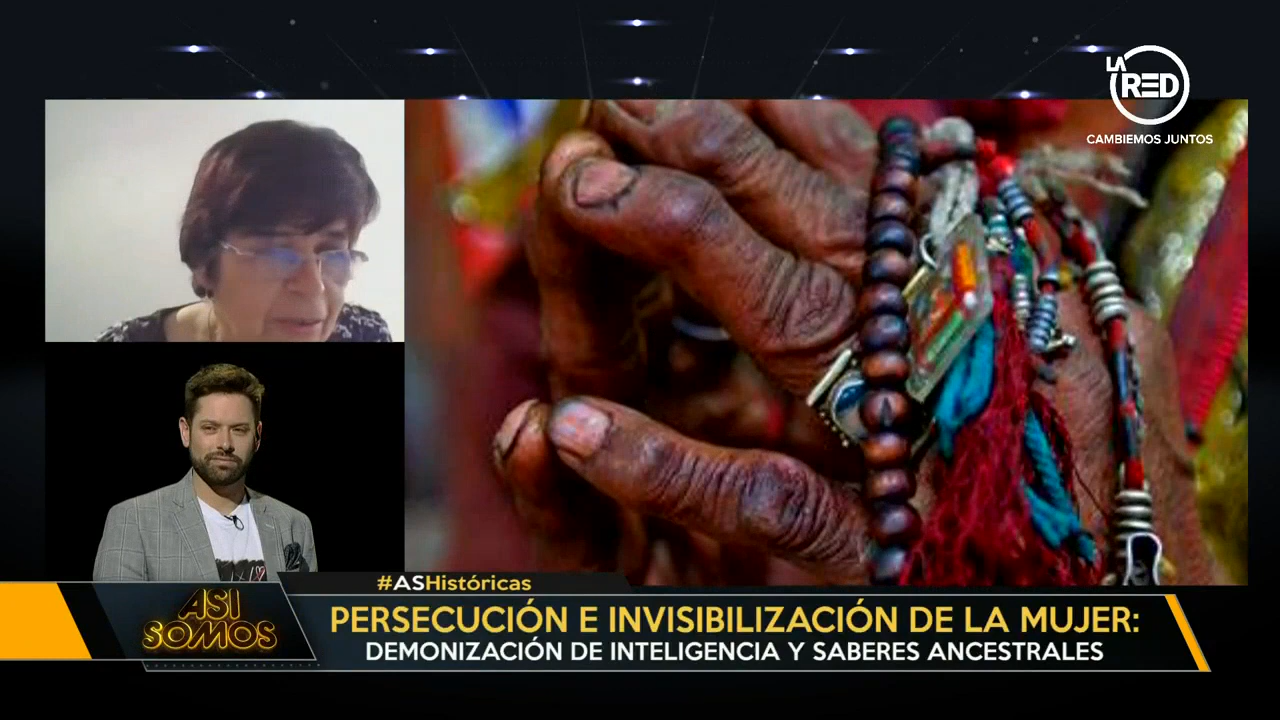 LA
RED
CAMBIEMOS JUNTOS
#ASHistóricas
ASI
SOMOS
PERSECUCIÓN E INVISIBILIZACIÓN DE LA MUJER:
DEMONIZACIÓN DE INTELIGENCIA Y SABERES ANCESTRALES